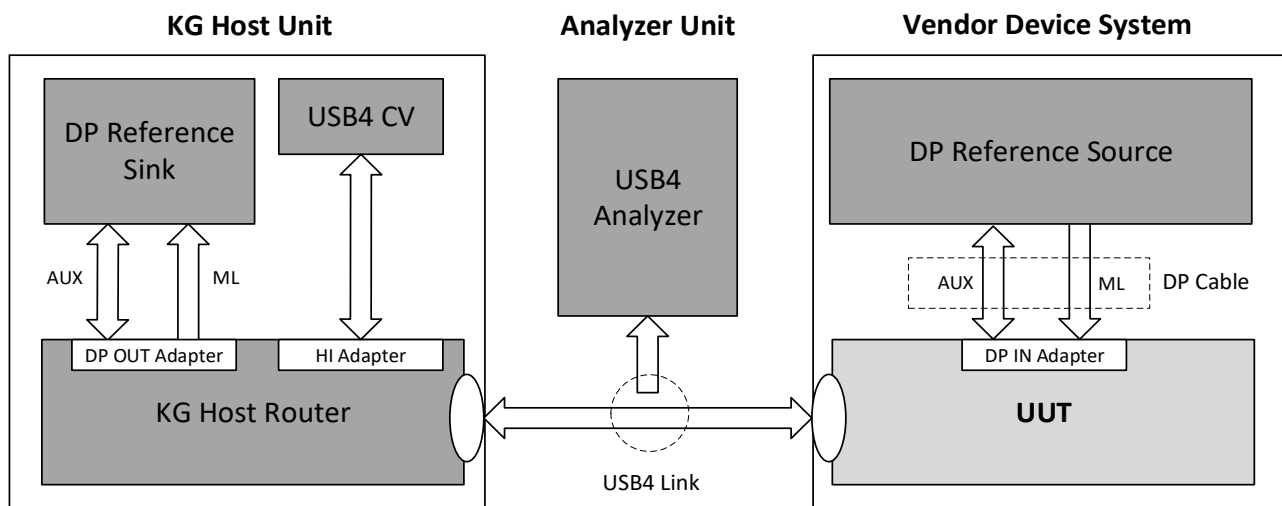 KG Host Unit
Analyzer Unit
Vendor Device System
DP Reference
Sink
USB4 CV
USB4
Analyzer
DP Reference Source
AUX
ML
AUX
ML
DP Cable
DP OUT Adapter
HI Adapter
DP IN Adapter
KG Host Router
UUT
USB4 Link